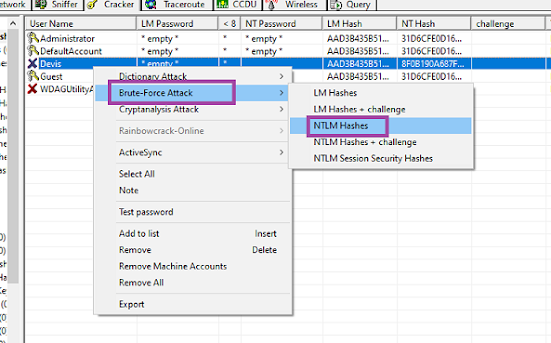 etwork Sniffer Cracker Traceroute CCDU Wireless Query
User Name LM Password < 8 NT Password LM Hash NT Hash challenge
Administrator * empty * * * empty * AAD3B435B51... 31D6CFE0D16...
DefaultAccount * empty * * * empty * AAD3B435B51... 31D6CFE0D16...
Devis * empty * * AAD3B435B51... 8F0B190A687F...
Guest AAD3B435B51... 31D6CFE0D16...
WDAGUtilityA
Dictionary Attack
Brute-Force Attack
Cryptanalysis Attack
Rainbowcrack-Online
ActiveSync
Select All
Note
Test password
Add to list Insert
Remove Delete
Remove Machine Accounts
Remove All
Export
LM Hashes
LM Hashes + challenge
NTLM Hashes
NTLM Hashes + challenge
NTLM Session Security Hashes